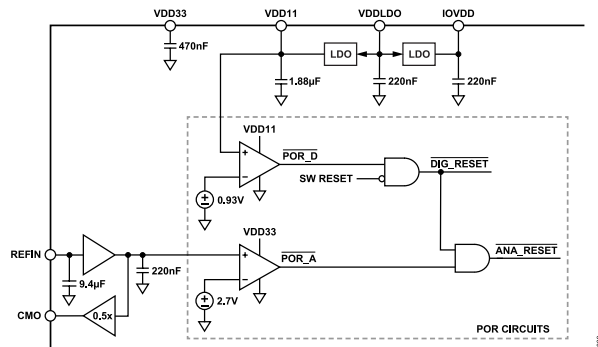 VDD33
VDD11
VDDLDO
IOVDD
470nF
LDO
LDO
1.88µF
220nF
220nF
VDD11
POR_D
DIG_RESET
SW RESET
0.93V
VDD33
REFIN
220nF
POR_A
ANA_RESET
9.4µF
2.7V
CMO
0.5x
POR CIRCUITS